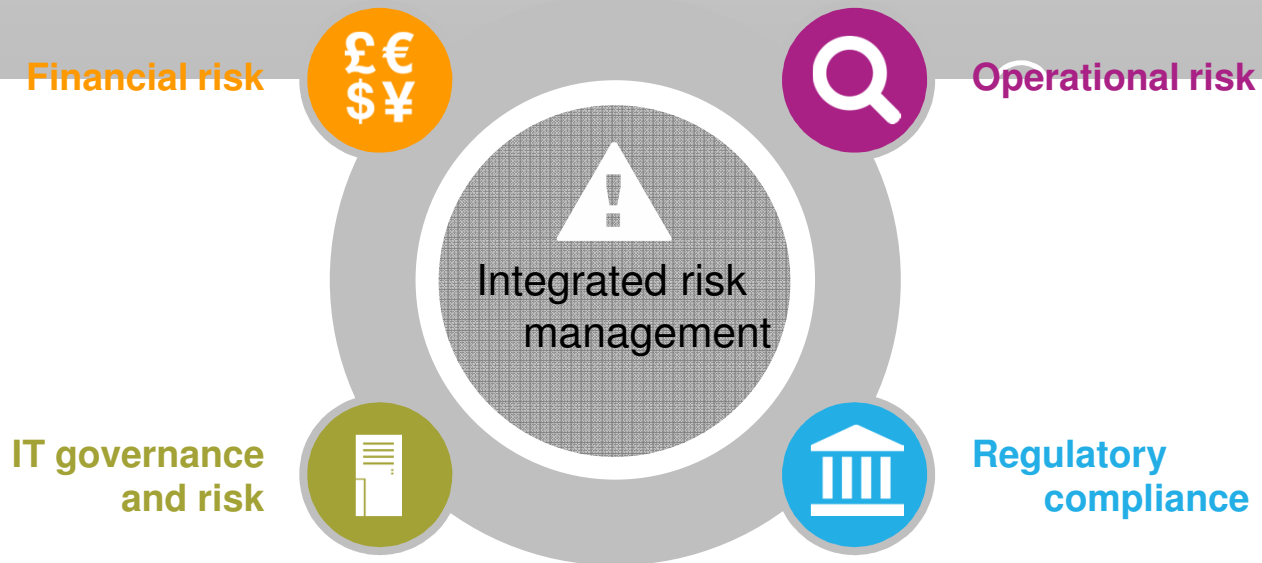 Financial risk
£€
$¥
Operational risk
Integrated risk
management
IT governance
and risk
Regulatory
compliance